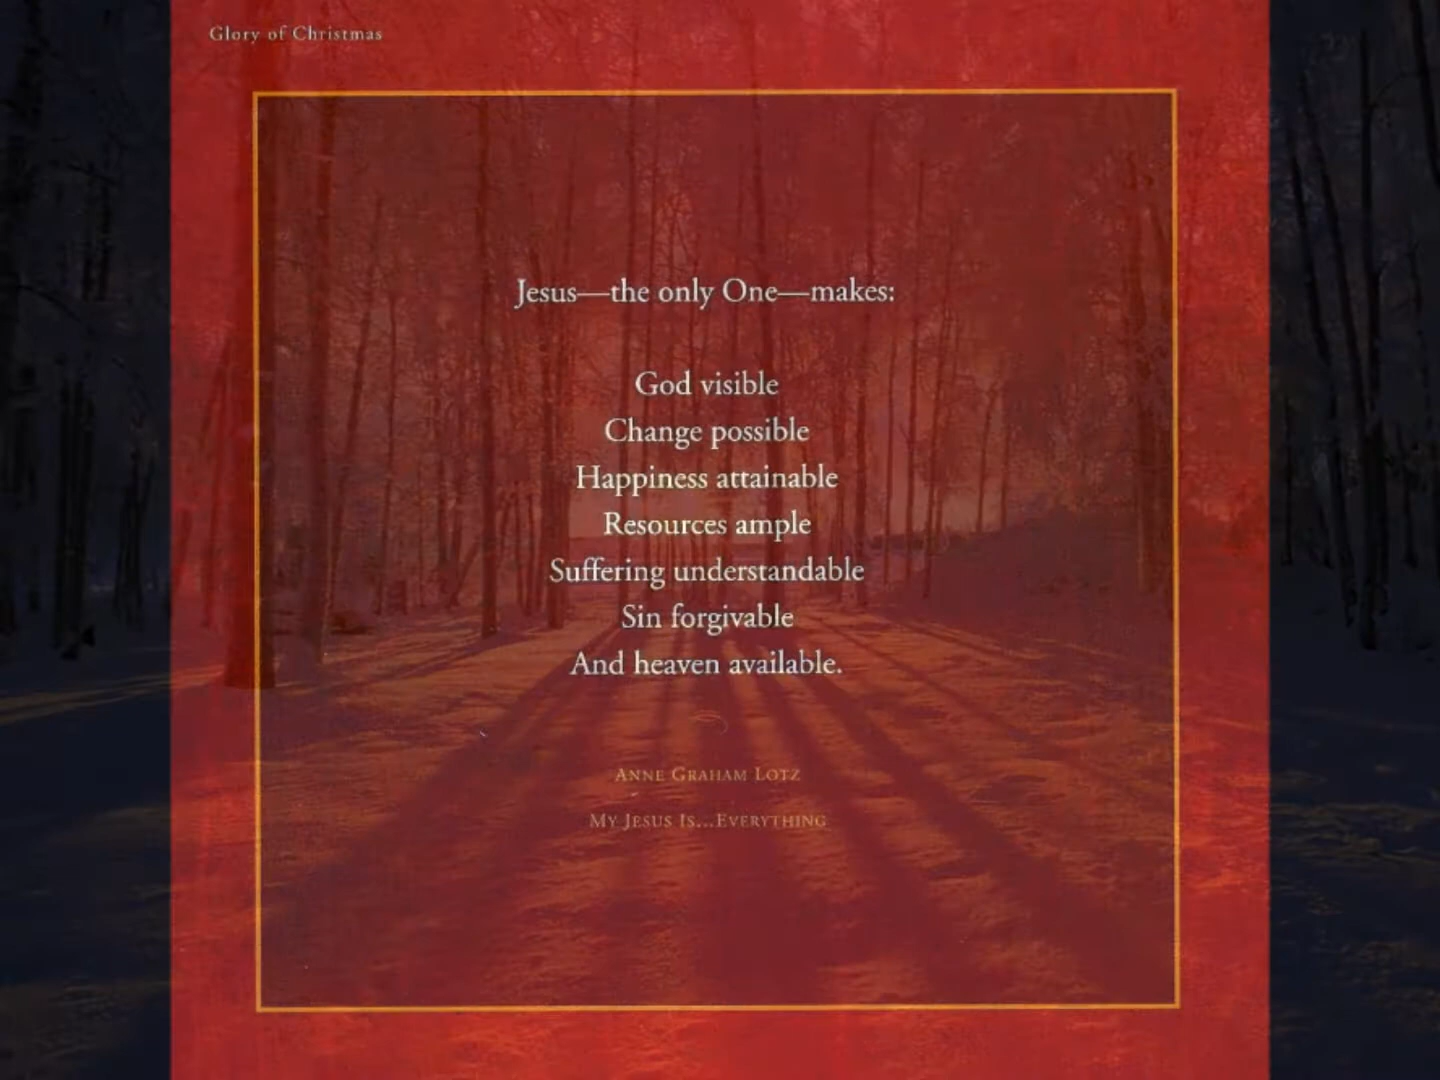 Glory of Christmas
Jesus—the only One—makes:
God visible
Change possible
Happiness attainable
Resources ample
Suffering understandable
Sin forgivable
And heaven available.
Anne Graham Lotz
My Jesus Is...Everything